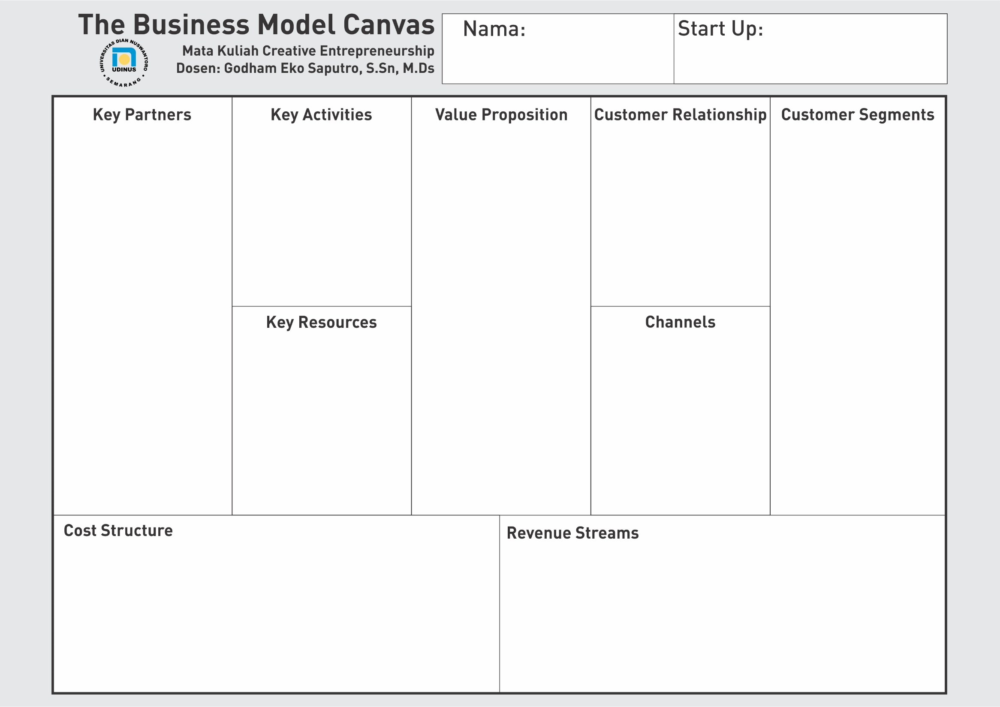 The Business Model Canvas
Mata Kuliah Creative Entrepreneurship
Dosen: Godham Eko Saputro, S.Sn, M.Ds
UNIVERSITAS DIAN NUSWANTORO
UDINUS
• SEMARANG •
Nama:
Start Up:
Key Partners
Key Activities
Key Resources
Value Proposition
Customer Relationship
Channels
Customer Segments
Cost Structure
Revenue Streams